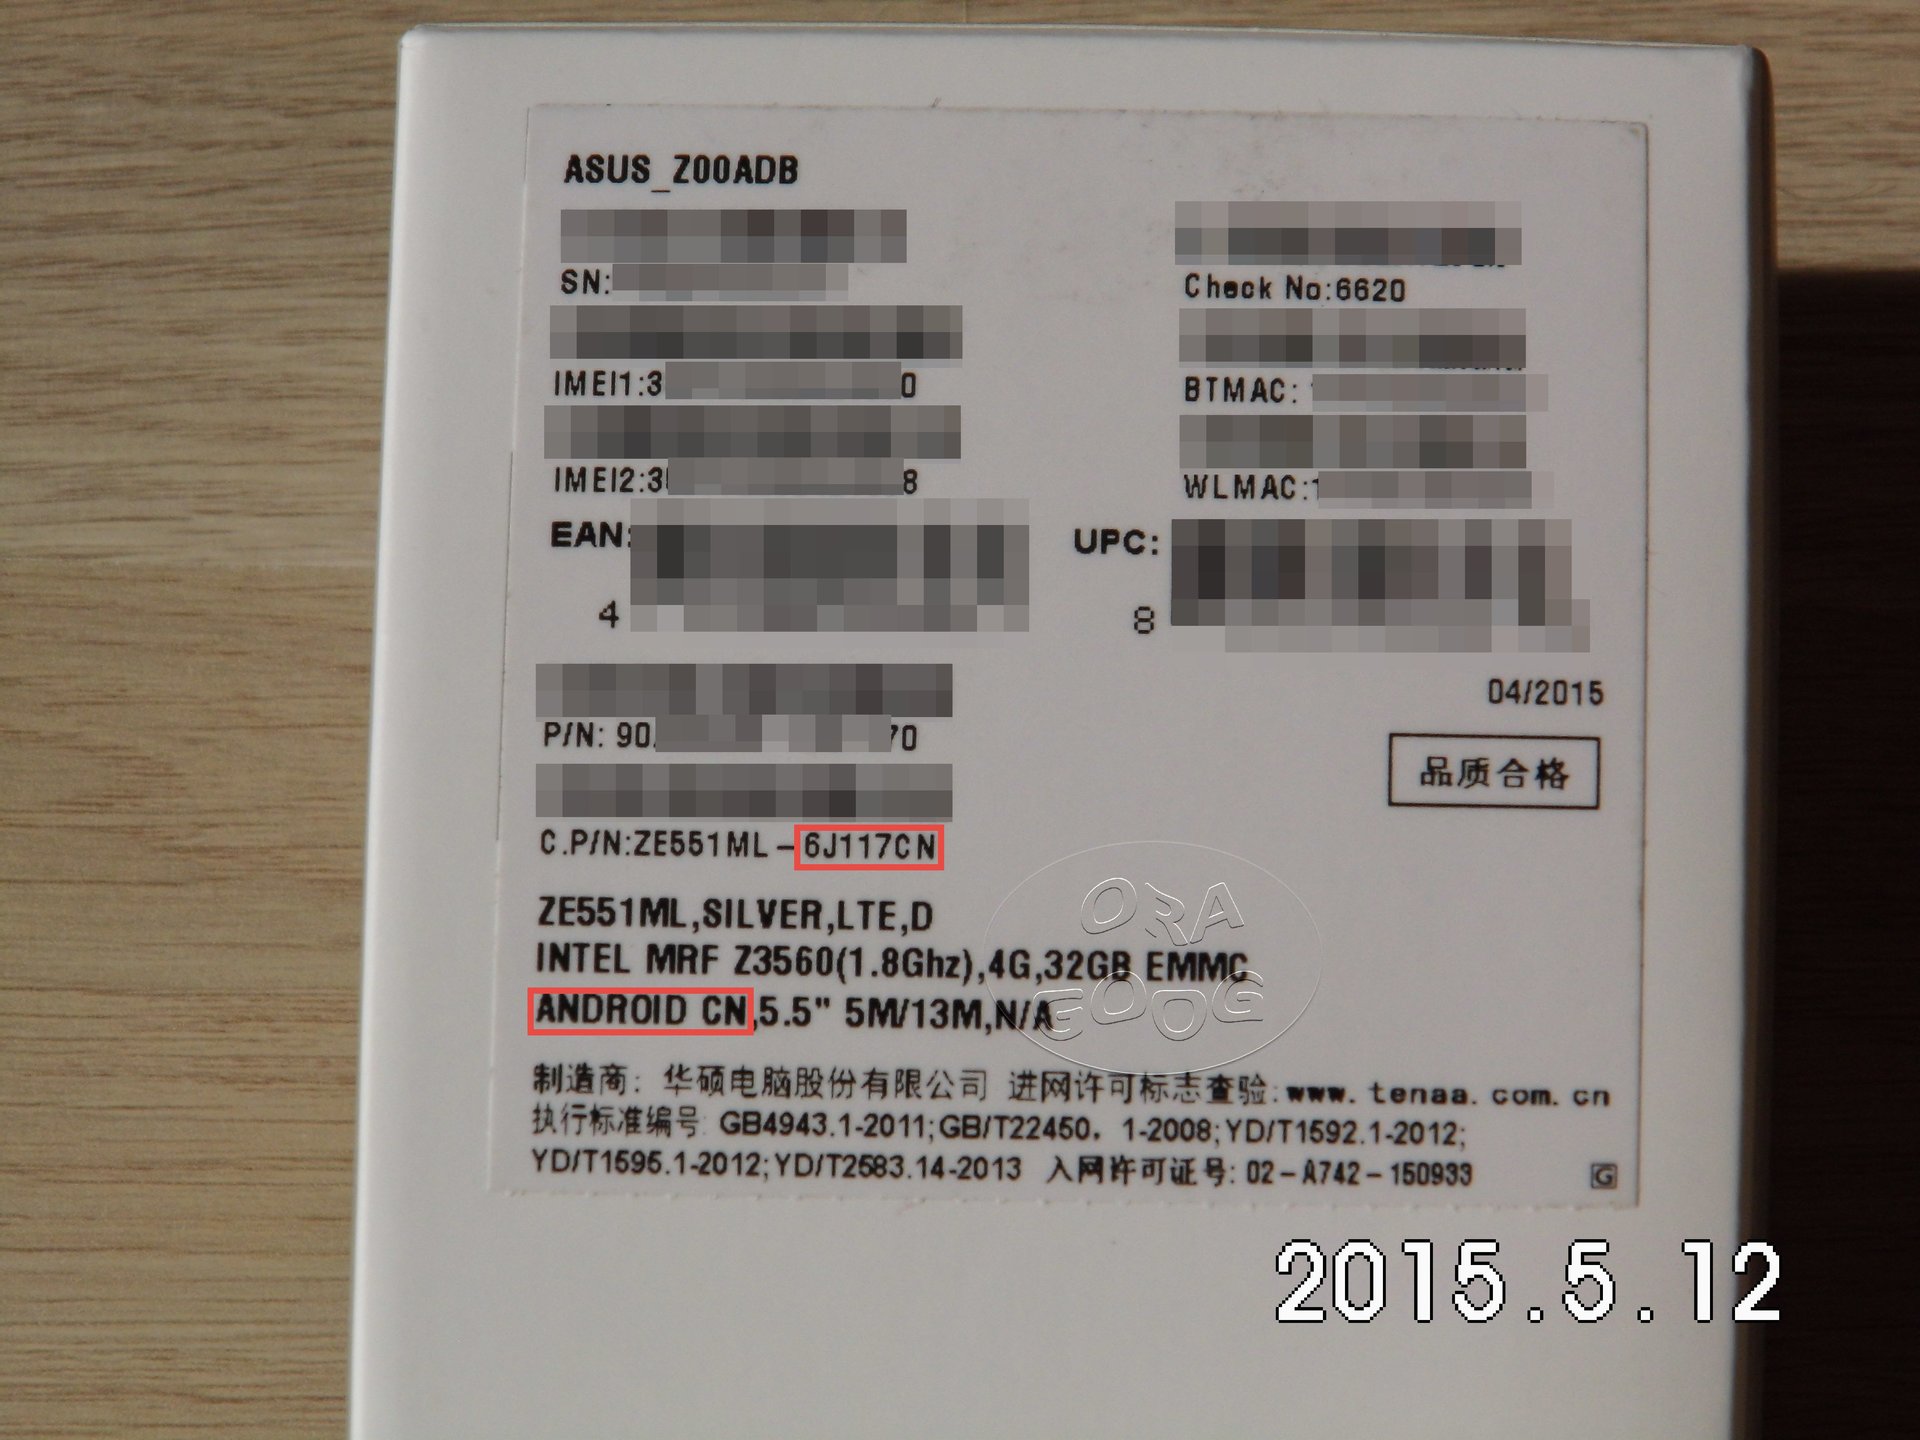 ASUS_Z00ADB
SN:
Check No:6620
IMEI1:3 0
BTMAC:
IMEI2:3 8
WLMAC:1
EAN:
UPC:
4
8
04/2015
P/N: 90 70
品质合格
C.P/N:ZE551ML-6J117CN
ZE551ML,SILVER,LTE,D
INTEL MRF Z3560(1.8Ghz),4G,32GB EMMC
ANDROID CN,5.5" 5M/13M,N/A
ORA
GOOG
制造商: 华硕电脑股份有限公司 进网许可标志查验:www.tenaa.com.cn
执行标准编号: GB4943.1-2011;GB/T22450.1-2008;YD/T1592.1-2012;
YD/T1595.1-2012;YD/T2583.14-2013 入网许可证号: 02-A742-150933
G
2015.5.12